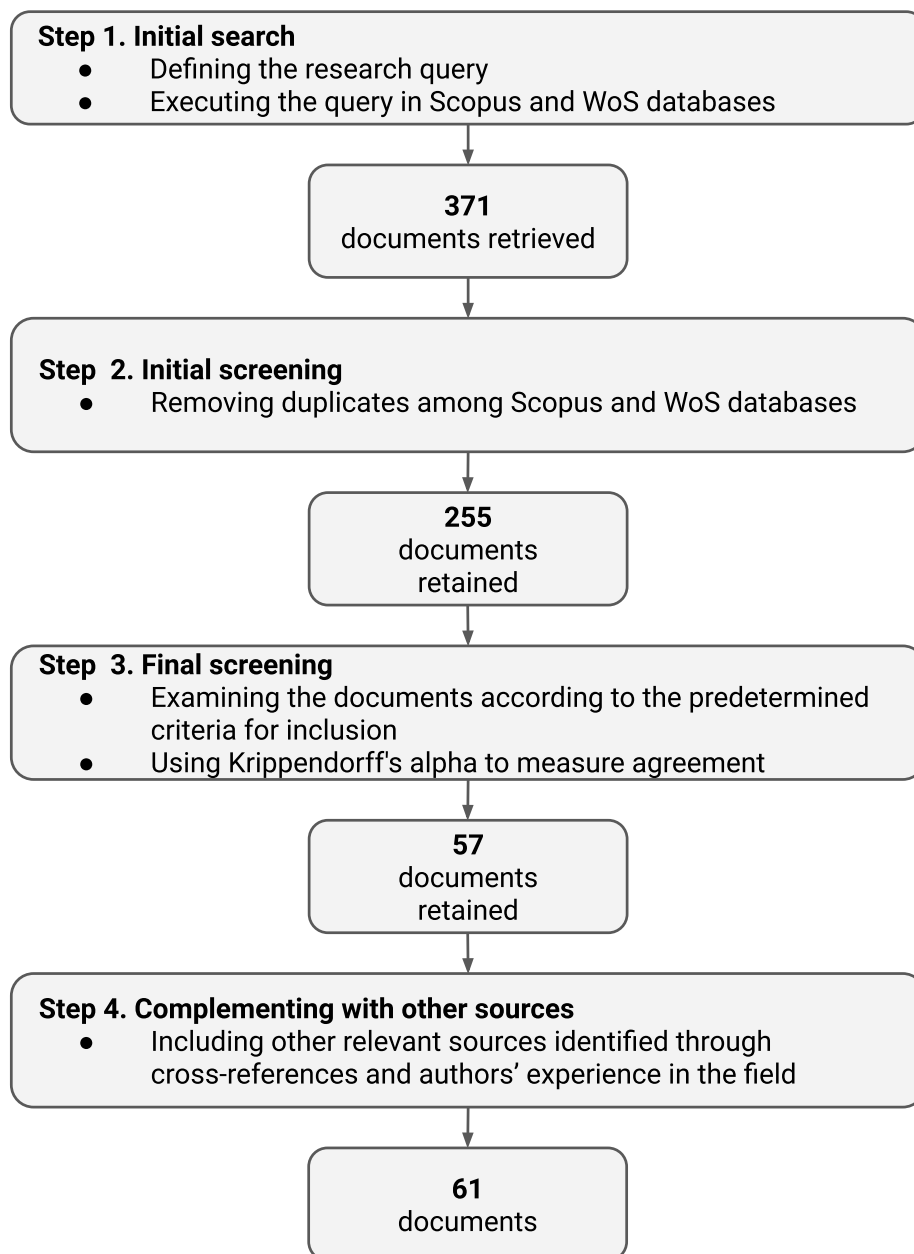 Step 1. Initial search
● Defining the research query
● Executing the query in Scopus and WoS databases
371
documents retrieved
Step 2. Initial screening
● Removing duplicates among Scopus and WoS databases
255
documents
retained
Step 3. Final screening
● Examining the documents according to the predetermined
criteria for inclusion
● Using Krippendorff's alpha to measure agreement
57
documents
retained
Step 4. Complementing with other sources
● Including other relevant sources identified through
cross-references and authors’ experience in the field
61
documents